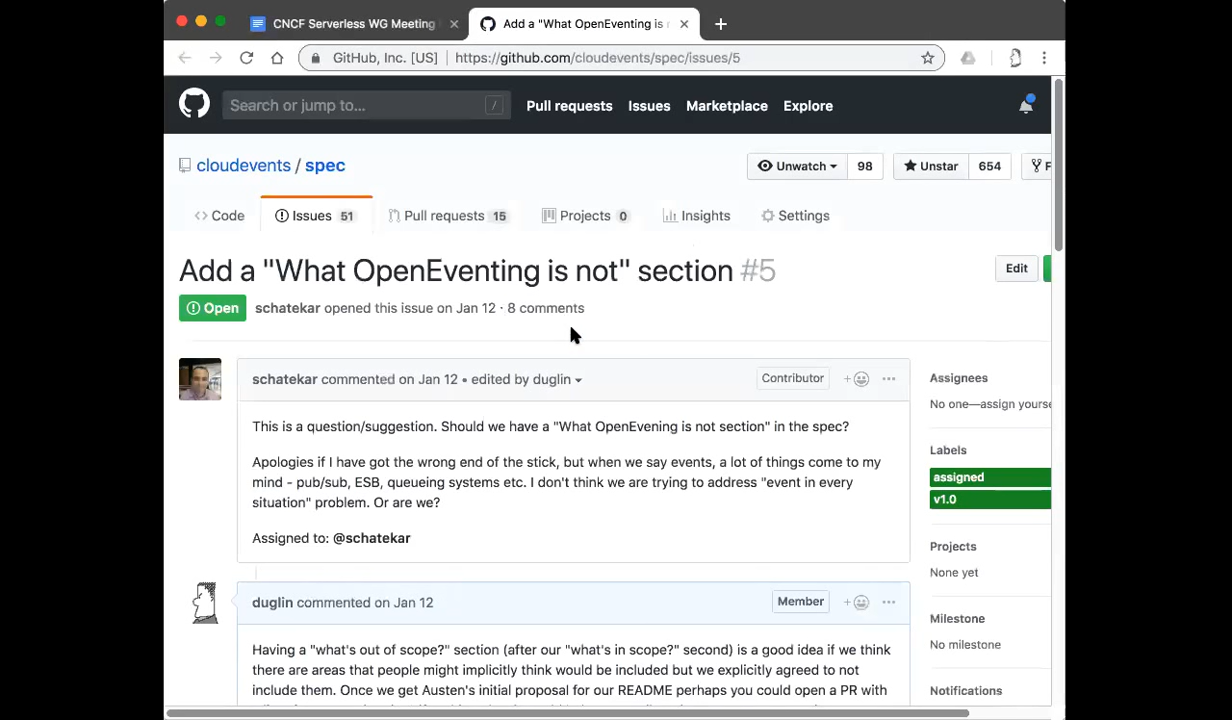 CNCF Serverless WG Meeting
Add a "What OpenEventing is
GitHub, Inc. [US]
https://github.com/cloudevents/spec/issues/5
Search or jump to...
/
Pull requests
Issues
Marketplace
Explore
cloudevents / spec
Unwatch
98
Unstar
654
Code
Issues 51
Pull requests 15
Projects 0
Insights
Settings
Add a "What OpenEventing is not" section #5
Edit
Open
schatekar opened this issue on Jan 12 · 8 comments
schatekar commented on Jan 12 • edited by duglin
Contributor
This is a question/suggestion. Should we have a "What OpenEvening is not section" in the spec?
Apologies if I have got the wrong end of the stick, but when we say events, a lot of things come to my
mind - pub/sub, ESB, queueing systems etc. I don't think we are trying to address "event in every
situation" problem. Or are we?
Assigned to: @schatekar
duglin commented on Jan 12
Member
Having a "what's out of scope?" section (after our "what's in scope?" second) is a good idea if we think
there are areas that people might implicitly think would be included but we explicitly agreed to not
include them. Once we get Austen's initial proposal for our README perhaps you could open a PR with
Assignees
No one—assign yourse
Labels
assigned
v1.0
Projects
None yet
Milestone
No milestone
Notifications